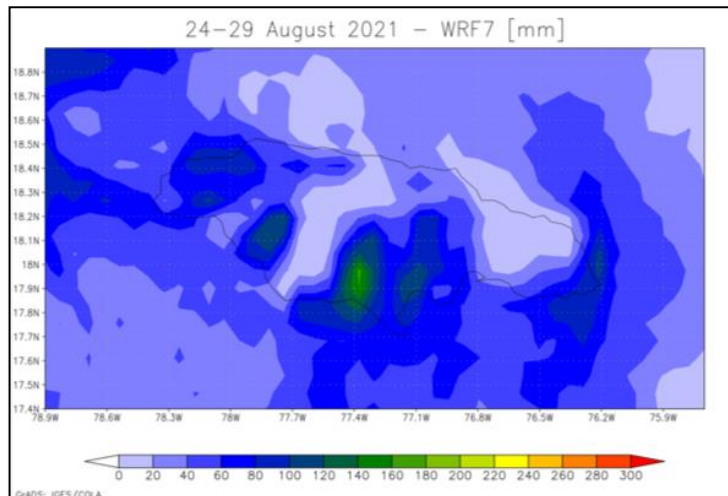 24-29 August 2021 - WRF7 [mm]
18.8N
18.7N
18.6N
18.5N
18.4N
18.3N
18.2N
18.1N
18N
17.9N
17.8N
17.7N
17.6N
17.5N
17.4N
78.9W 78.6W 78.3W 78W 77.7W 77.4W 77.1W 76.8W 76.5W 76.2W 75.9W
0 20 40 60 80 100 120 140 160 180 200 220 240 260 280 300
GrADS: IGES/COLA